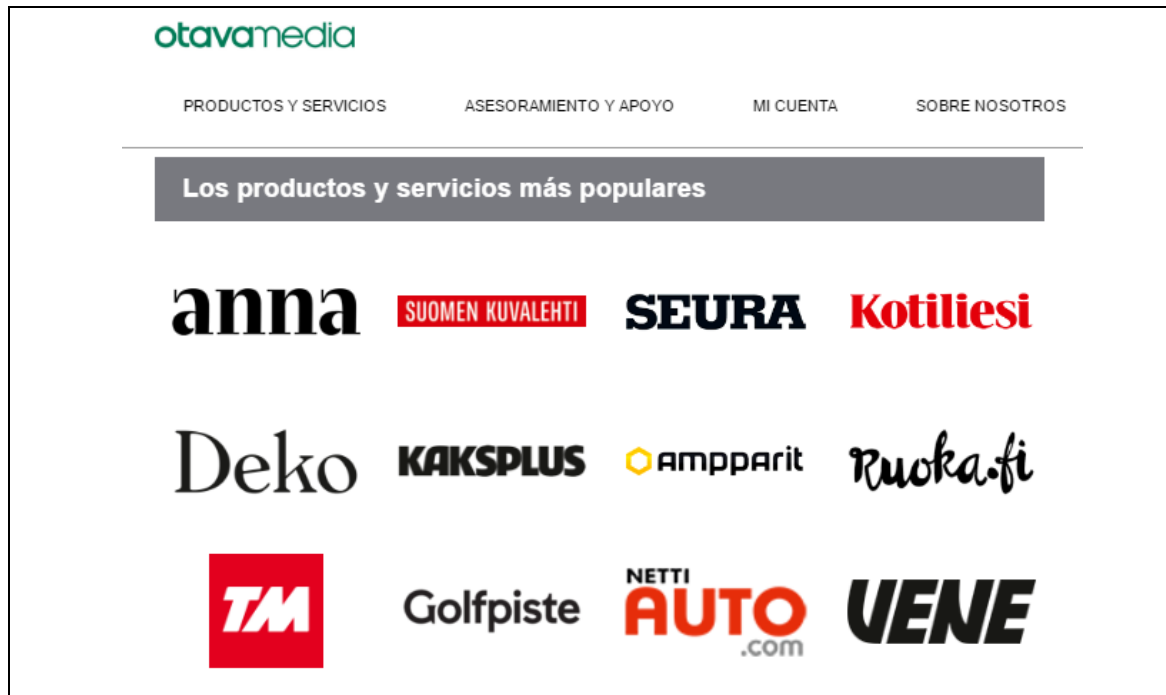 otavamedia
PRODUCTOS Y SERVICIOS ASESORAMIENTO Y APOYO MI CUENTA SOBRE NOSOTROS
Los productos y servicios más populares
anna SUOMEN KUVALEHTI SEURA Kotiliesi
Deko KAKSPLUS ampparit Ruoka.fi
TM Golfpiste NETTI AUTO .com VENE